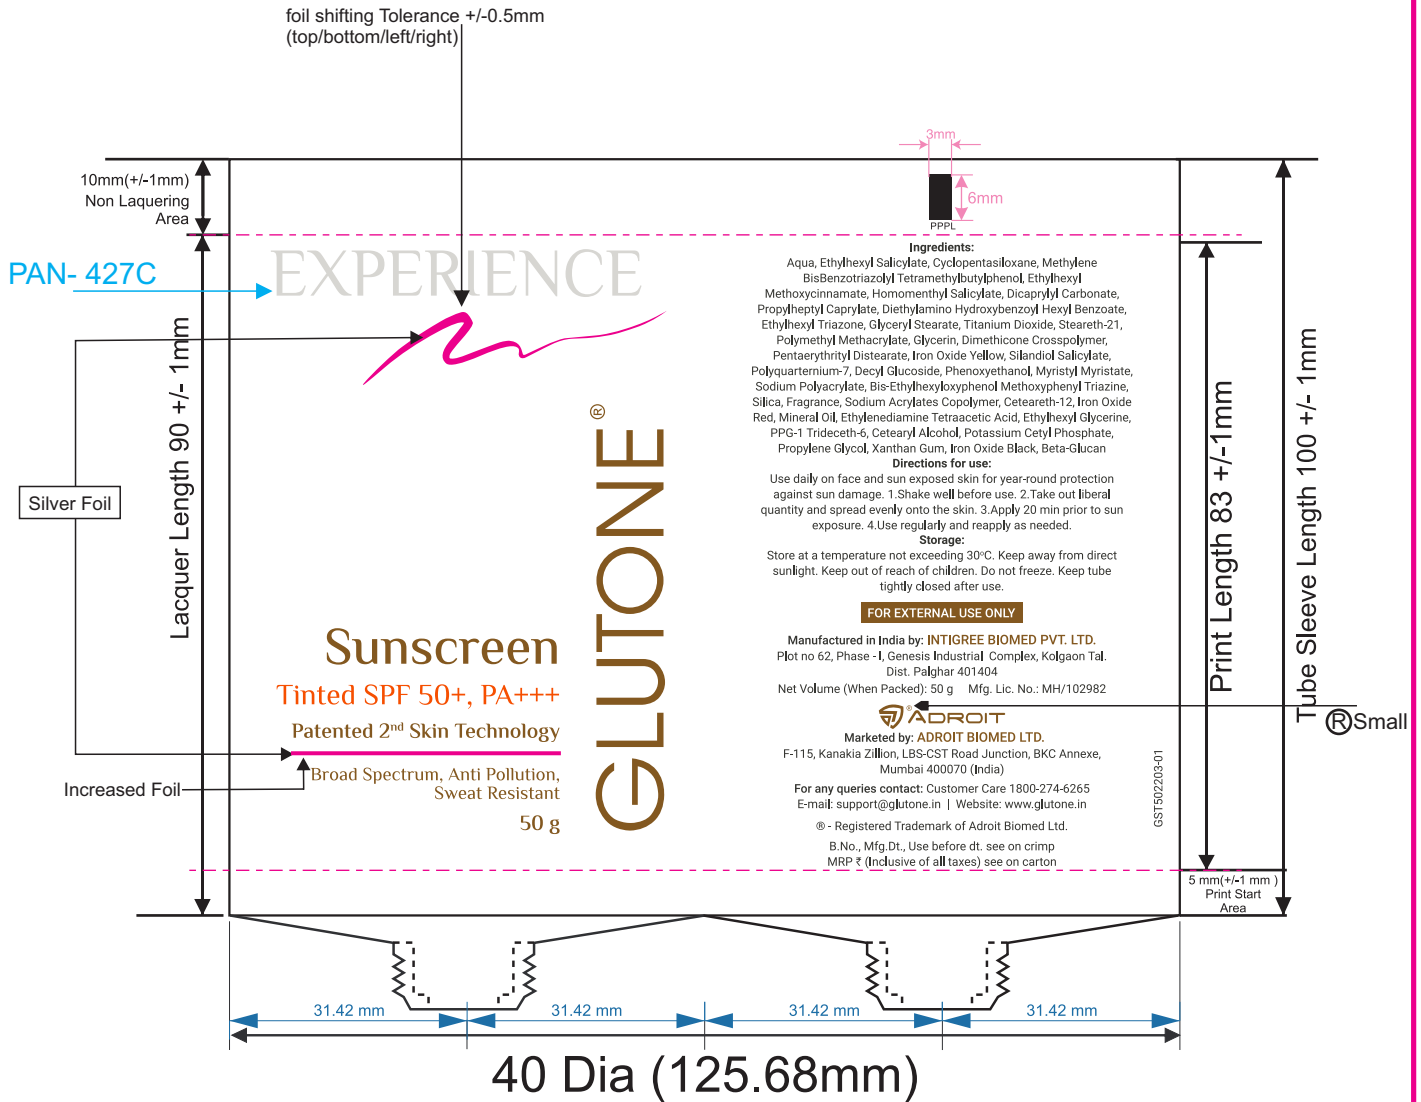 foil shifting Tolerance +/-0.5mm
(top/bottom/left/right)
3mm
6mm
PPPL
10mm(+/-1mm)
Non Laquering
Area
PAN- 427C
EXPERIENCE
Silver Foil
Lacquer Length 90 +/- 1mm
Increased Foil
Sunscreen
Tinted SPF 50+, PA+++
Patented 2nd Skin Technology
Broad Spectrum, Anti Pollution,
Sweat Resistant
50 g
GLUTONE®
Ingredients:
Aqua, Ethylhexyl Salicylate, Cyclopentasiloxane, Methylene
BisBenzotriazolyl Tetramethylbutylphenol, Ethylhexyl
Methoxycinnamate, Homormenthyl Salicylate, Dicaprylyl Carbonate,
Propylheptyl Caprylate, Diethylamino Hydroxybenzoyl Hexyl Benzoate,
Ethylhexyl Triazone, Glyceryl Stearate, Titanium Dioxide, Steareth-21,
Polymethyl Methacrylate, Glycerin, Dimethicone Crosspolymer,
Pentaerythrityl Distearate, Iron Oxide Yellow, Silandiol Salicylate,
Polyquarternium-7, Decyl Glucoside, Phenoxyethanol, Myristyl Myristate,
Sodium Polyacrylate, Bis-Ethylhexyloxyphenol Methoxyphenyl Triazine,
Silica, Fragrance, Sodium Acrylates Copolymer, Ceteareth-12, Iron Oxide
Red, Mineral Oil, Ethylenediamine Tetraacetic Acid, Ethylhexyl Glycerine,
PPG-1 Trideceth-6, Cetearyl Alcohol, Potassium Cetyl Phosphate,
Propylene Glycol, Xanthan Gum, Iron Oxide Black, Beta-Glucan
Directions for use:
Use daily on face and sun exposed skin for year-round protection
against sun damage. 1.Shake well before use. 2.Take out liberal
quantity and spread evenly onto the skin. 3.Apply 20 min prior to sun
exposure. 4.Use regularly and reapply as needed.
Storage:
Store at a temperature not exceeding 30°C. Keep away from direct
sunlight. Keep out of reach of children. Do not freeze. Keep tube
tightly closed after use.
FOR EXTERNAL USE ONLY
Manufactured in India by: INTIGREE BIOMED PVT. LTD.
Plot no 62, Phase - I, Genesis Industrial Complex, Kolgaon Tal.
Dist. Palghar 401404
Net Volume (When Packed): 50 g Mfg. Lic. No.: MH/102982
® ADROIT
Marketed by: ADROIT BIOMED LTD.
F-115, Kanakia Zillion, LBS-CST Road Junction, BKC Annexe,
Mumbai 400070 (India)
For any queries contact: Customer Care 1800-274-6265
E-mail: support@glutone.in | Website: www.glutone.in
® - Registered Trademark of Adroit Biomed Ltd.
B.No., Mfg.Dt., Use before dt. see on crimp
MRP ₹ (Inclusive of all taxes) see on carton
GST502203-01
Print Length 83 +/-1mm
Tube Sleeve Length 100 +/- 1mm
®Small
5 mm(+/-1 mm )
Print Start
Area
31.42 mm
31.42 mm
31.42 mm
31.42 mm
40 Dia (125.68mm)